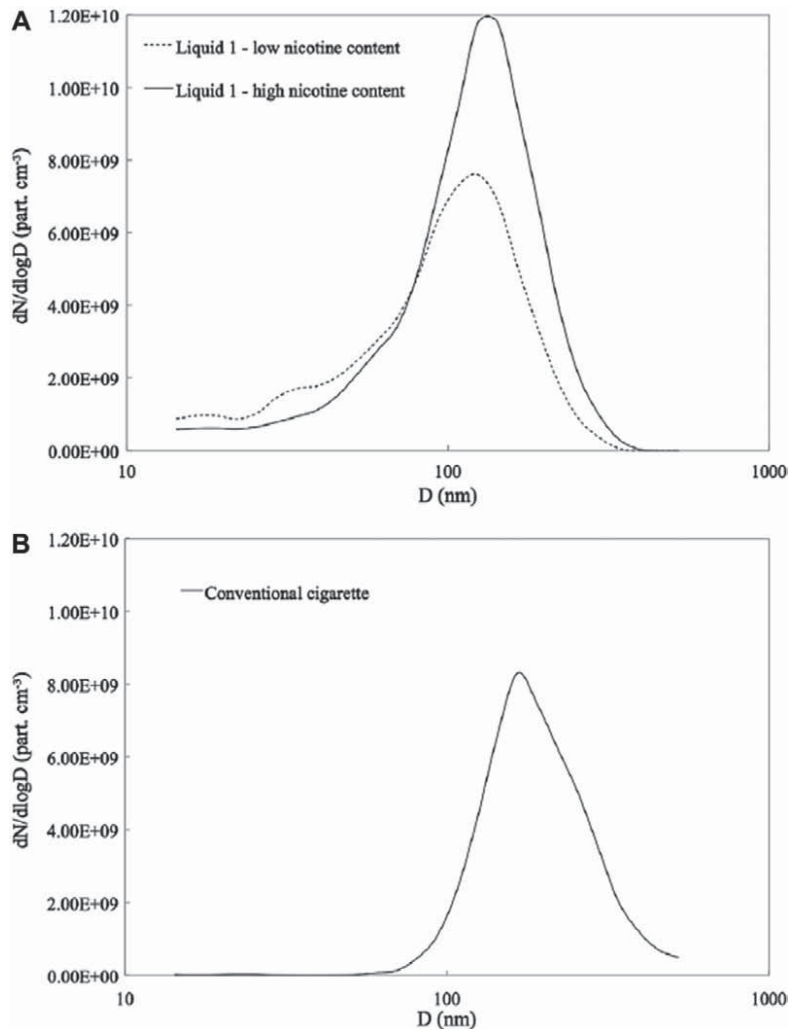 A
1.20E+10
1.00E+10
8.00E+09
6.00E+09
4.00E+09
2.00E+09
0.00E+00
dN/dlogD (part. cm-3)
Liquid 1 - low nicotine content
Liquid 1 - high nicotine content
10
100
1000
D (nm)
B
1.20E+10
1.00E+10
8.00E+09
6.00E+09
4.00E+09
2.00E+09
0.00E+00
dN/dlogD (part. cm-3)
Conventional cigarette
10
100
1000
D (nm)